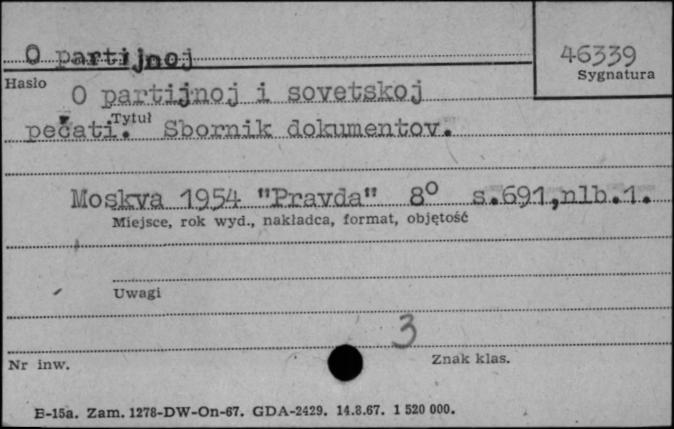 O partijnoj
46339
Hasło
Sygnatura
O partijnoj i sovetskoj
Tytuł
pečati. Sbornik dokumentov.
Moskva 1954 "Pravda" 8° s.691,nlb.1.
Miejsce, rok wyd., nakładca, format, objętość
Uwagi
3
Nr inw.
Znak klas.
E-15a. Zam. 1278-DW-On-67. GDA-2429. 14.8.67. 1 520 000.